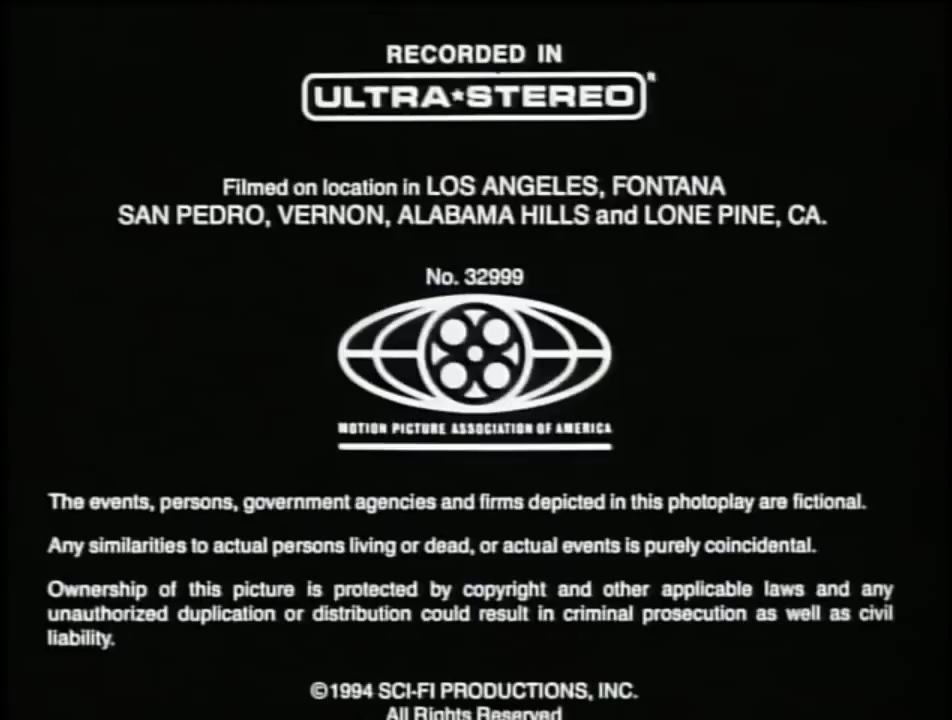 RECORDED IN
ULTRA★STEREO
Filmed on location in LOS ANGELES, FONTANA
SAN PEDRO, VERNON, ALABAMA HILLS and LONE PINE, CA.
No. 32999
MOTION PICTURE ASSOCIATION OF AMERICA
The events, persons, government agencies and firms depicted in this photoplay are fictional.
Any similarities to actual persons living or dead, or actual events is purely coincidental.
Ownership of this picture is protected by copyright and other applicable laws and any
unauthorized duplication or distribution could result in criminal prosecution as well as civil
liability.
©1994 SCI-FI PRODUCTIONS, INC.
All Rights Reserved